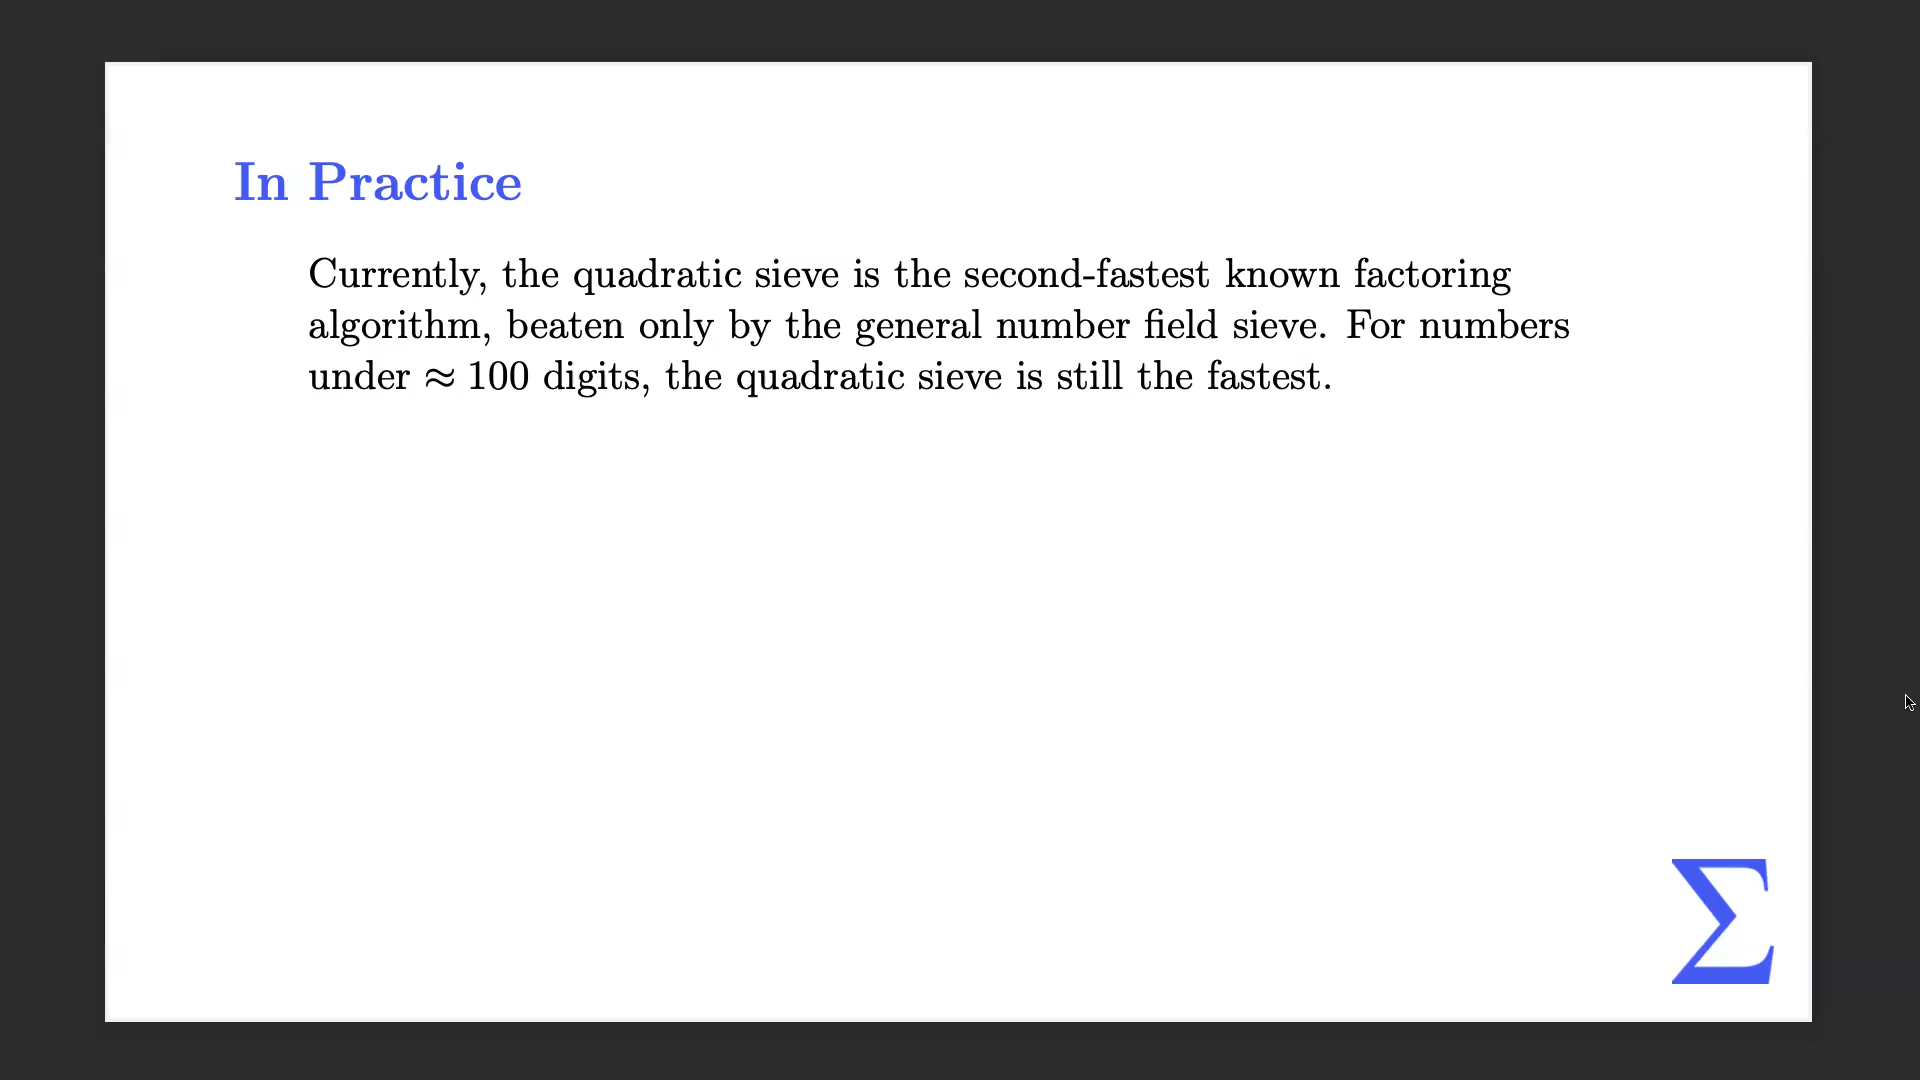 In Practice
Currently, the quadratic sieve is the second-fastest known factoring
algorithm, beaten only by the general number field sieve. For numbers
under ≈ 100 digits, the quadratic sieve is still the fastest.
Σ